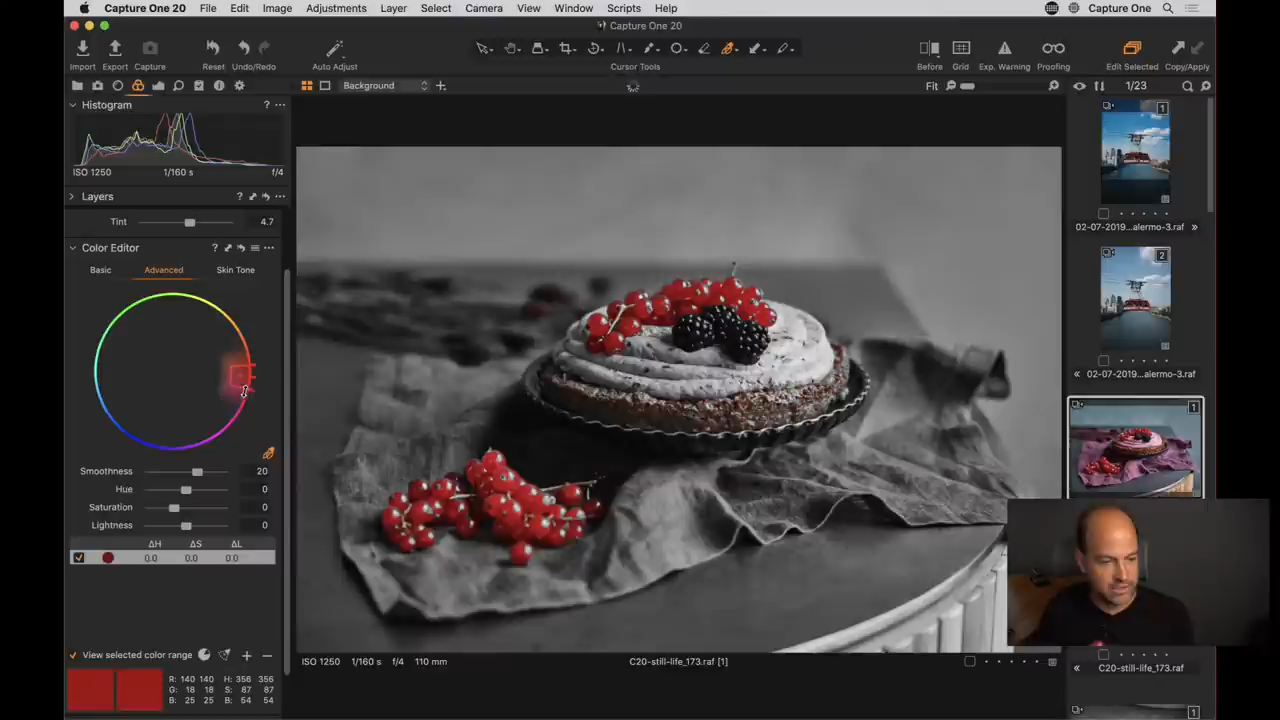 Capture One 20 File Edit Image Adjustments Layer Select Camera View Window Scripts Help Capture One
Capture One 20
Import Export Capture Reset Undo/Redo Auto Adjust Cursor Tools Before Grid Exp. Warning Proofing Edit Selected Copy/Apply
Background Fit 1/23
Histogram ? ...
ISO 1250 1/160 s f/4
Layers ? ...
Tint 4.7
Color Editor ? ...
Basic Advanced Skin Tone
Smoothness 20
Hue 0
Saturation 0
Lightness 0
ΔH ΔS ΔL
0.0 0.0 0.0
View selected color range
R: 140 140 H: 356 356
G: 18 18 S: 87 87
B: 25 25 L: 54 54
ISO 1250 1/160 s f/4 110 mm C20-still-life_173.raf [1]
1
02-07-2019...alermo-3.raf »
2
« 02-07-2019...alermo-3.raf
1
« C20-still-life_173.raf
1